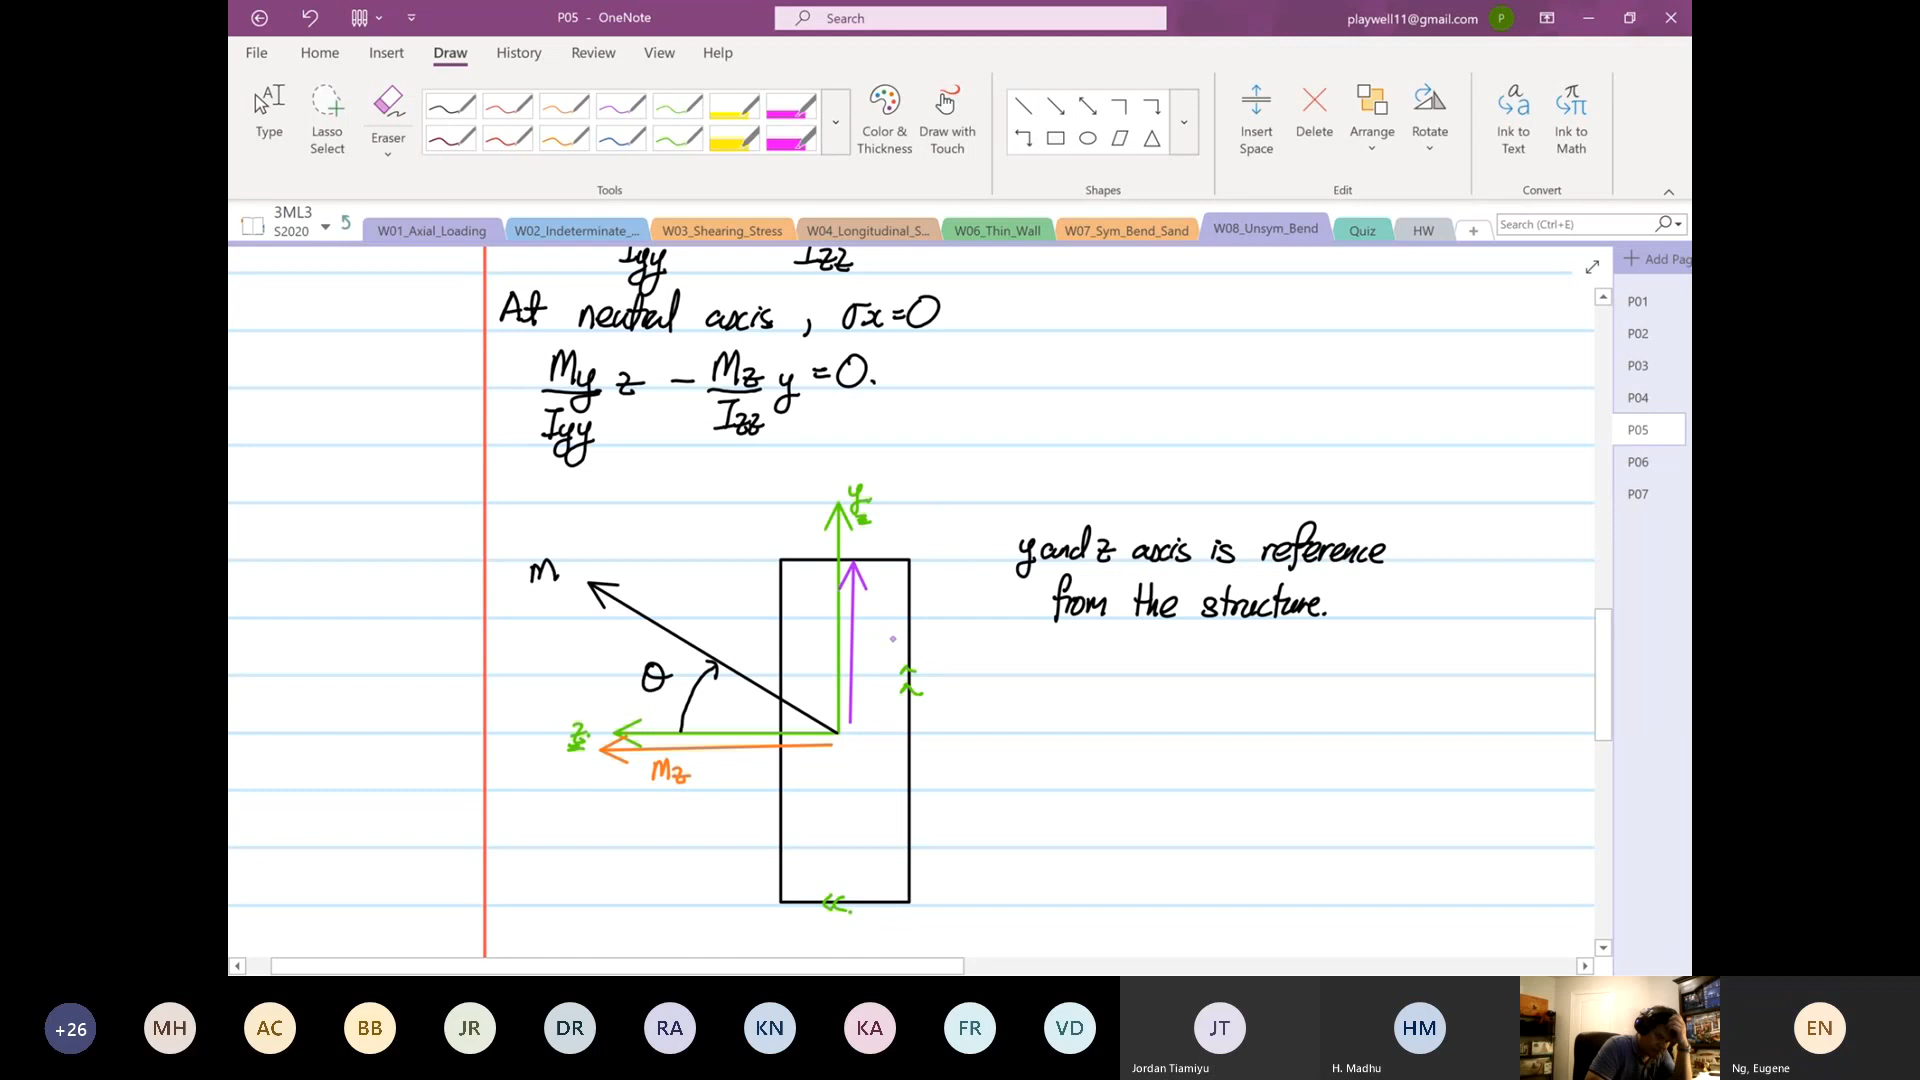 P05 - OneNote
Search
playwell11@gmail.com
P
File Home Insert Draw History Review View Help
Type
Lasso Select
Eraser
Color & Thickness
Draw with Touch
Insert Space
Delete
Arrange
Rotate
Ink to Text
Ink to Math
Tools
Shapes
Edit
Convert
3ML3 S2020
W01_Axial_Loading
W02_Indeterminate_...
W03_Shearing_Stress
W04_Longitudinal_S...
W06_Thin_Wall
W07_Sym_Bend_Sand
W08_Unsym_Bend
Quiz
HW
Search (Ctrl+E)
Add Pag
P01
P02
P03
P04
P05
P06
P07
Iyy Izz
At neutral axis, σx=0
My/Iyy z - Mz/Izz y = 0.
y
M
θ
z
Mz
y and z axis is reference
from the structure.
+26
MH
AC
BB
JR
DR
RA
KN
KA
FR
VD
JT
Jordan Tiamiyu
HM
H. Madhu
EN
Ng, Eugene